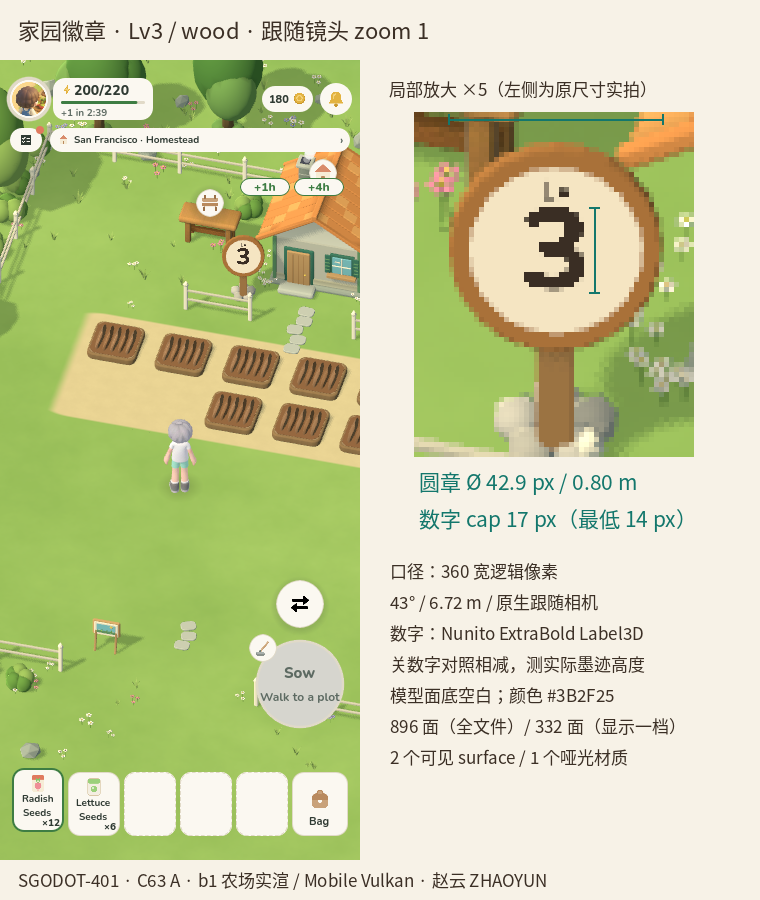 家园徽章 · Lv3 / wood · 跟随镜头 zoom 1
200/220
+1 in 2:39
180
San Francisco · Homestead
+1h
+4h
3
Sow
Walk to a plot
Radish
Seeds
×12
Lettuce
Seeds
×6
Bag
局部放大 ×5（左侧为原尺寸实拍）
3
圆章 Ø 42.9 px / 0.80 m
数字 cap 17 px（最低 14 px）
口径：360 宽逻辑像素
43° / 6.72 m / 原生跟随相机
数字：Nunito ExtraBold Label3D
关数字对照相减，测实际墨迹高度
模型面底空白；颜色 #3B2F25
896 面（全文件）/ 332 面（显示一档）
2 个可见 surface / 1 个哑光材质
SGODOT-401 · C63 A · b1 农场实渲 / Mobile Vulkan · 赵云 ZHAOYUN